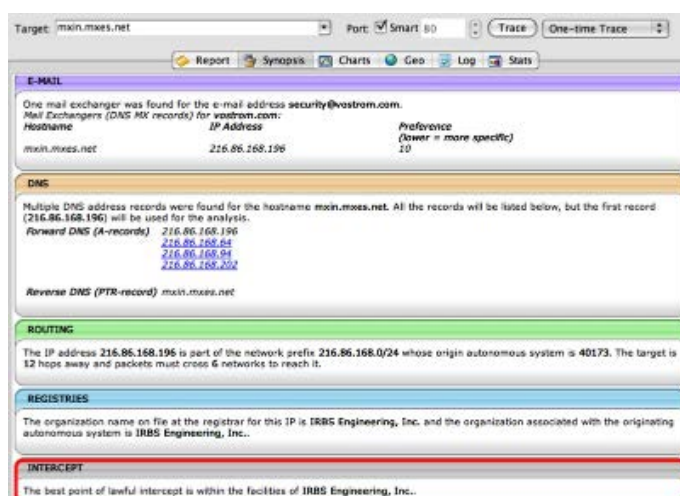 Target: mxin.mxes.net Port: Smart 80 Trace One-time Trace
Report Synopsis Charts Geo Log Stats
E-MAIL
One mail exchanger was found for the e-mail address security@vostrom.com.
Mail Exchangers (DNS MX records) for vostrom.com:
Hostname IP Address Preference
(lower = more specific)
mxin.mxes.net 216.86.168.196 10
DNS
Multiple DNS address records were found for the hostname mxin.mxes.net. All the records will be listed below, but the first record
(216.86.168.196) will be used for the analysis.
Forward DNS (A-records) 216.86.168.196
216.86.168.64
216.86.168.94
216.86.168.202
Reverse DNS (PTR-record) mxin.mxes.net
ROUTING
The IP address 216.86.168.196 is part of the network prefix 216.86.168.0/24 whose origin autonomous system is 40173. The target is
12 hops away and packets must cross 6 networks to reach it.
REGISTRIES
The organization name on file at the registrar for this IP is IRBS Engineering, Inc. and the organization associated with the originating
autonomous system is IRBS Engineering, Inc..
INTERCEPT
The best point of lawful intercept is within the facilities of IRBS Engineering, Inc..